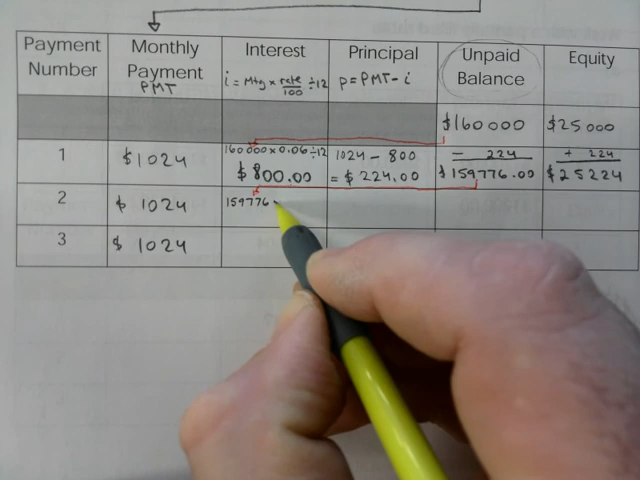 Payment Number
Monthly Payment
PMT
Interest
i = Mtg × rate/100 ÷12
Principal
P = PMT - i
Unpaid Balance
Equity
$160000
$25000
1
$1024
160000×0.06÷12
$800.00
1024 - 800
= $224.00
- 224
$159776.00
+ 224
$25224
2
$1024
159776
3
$1024